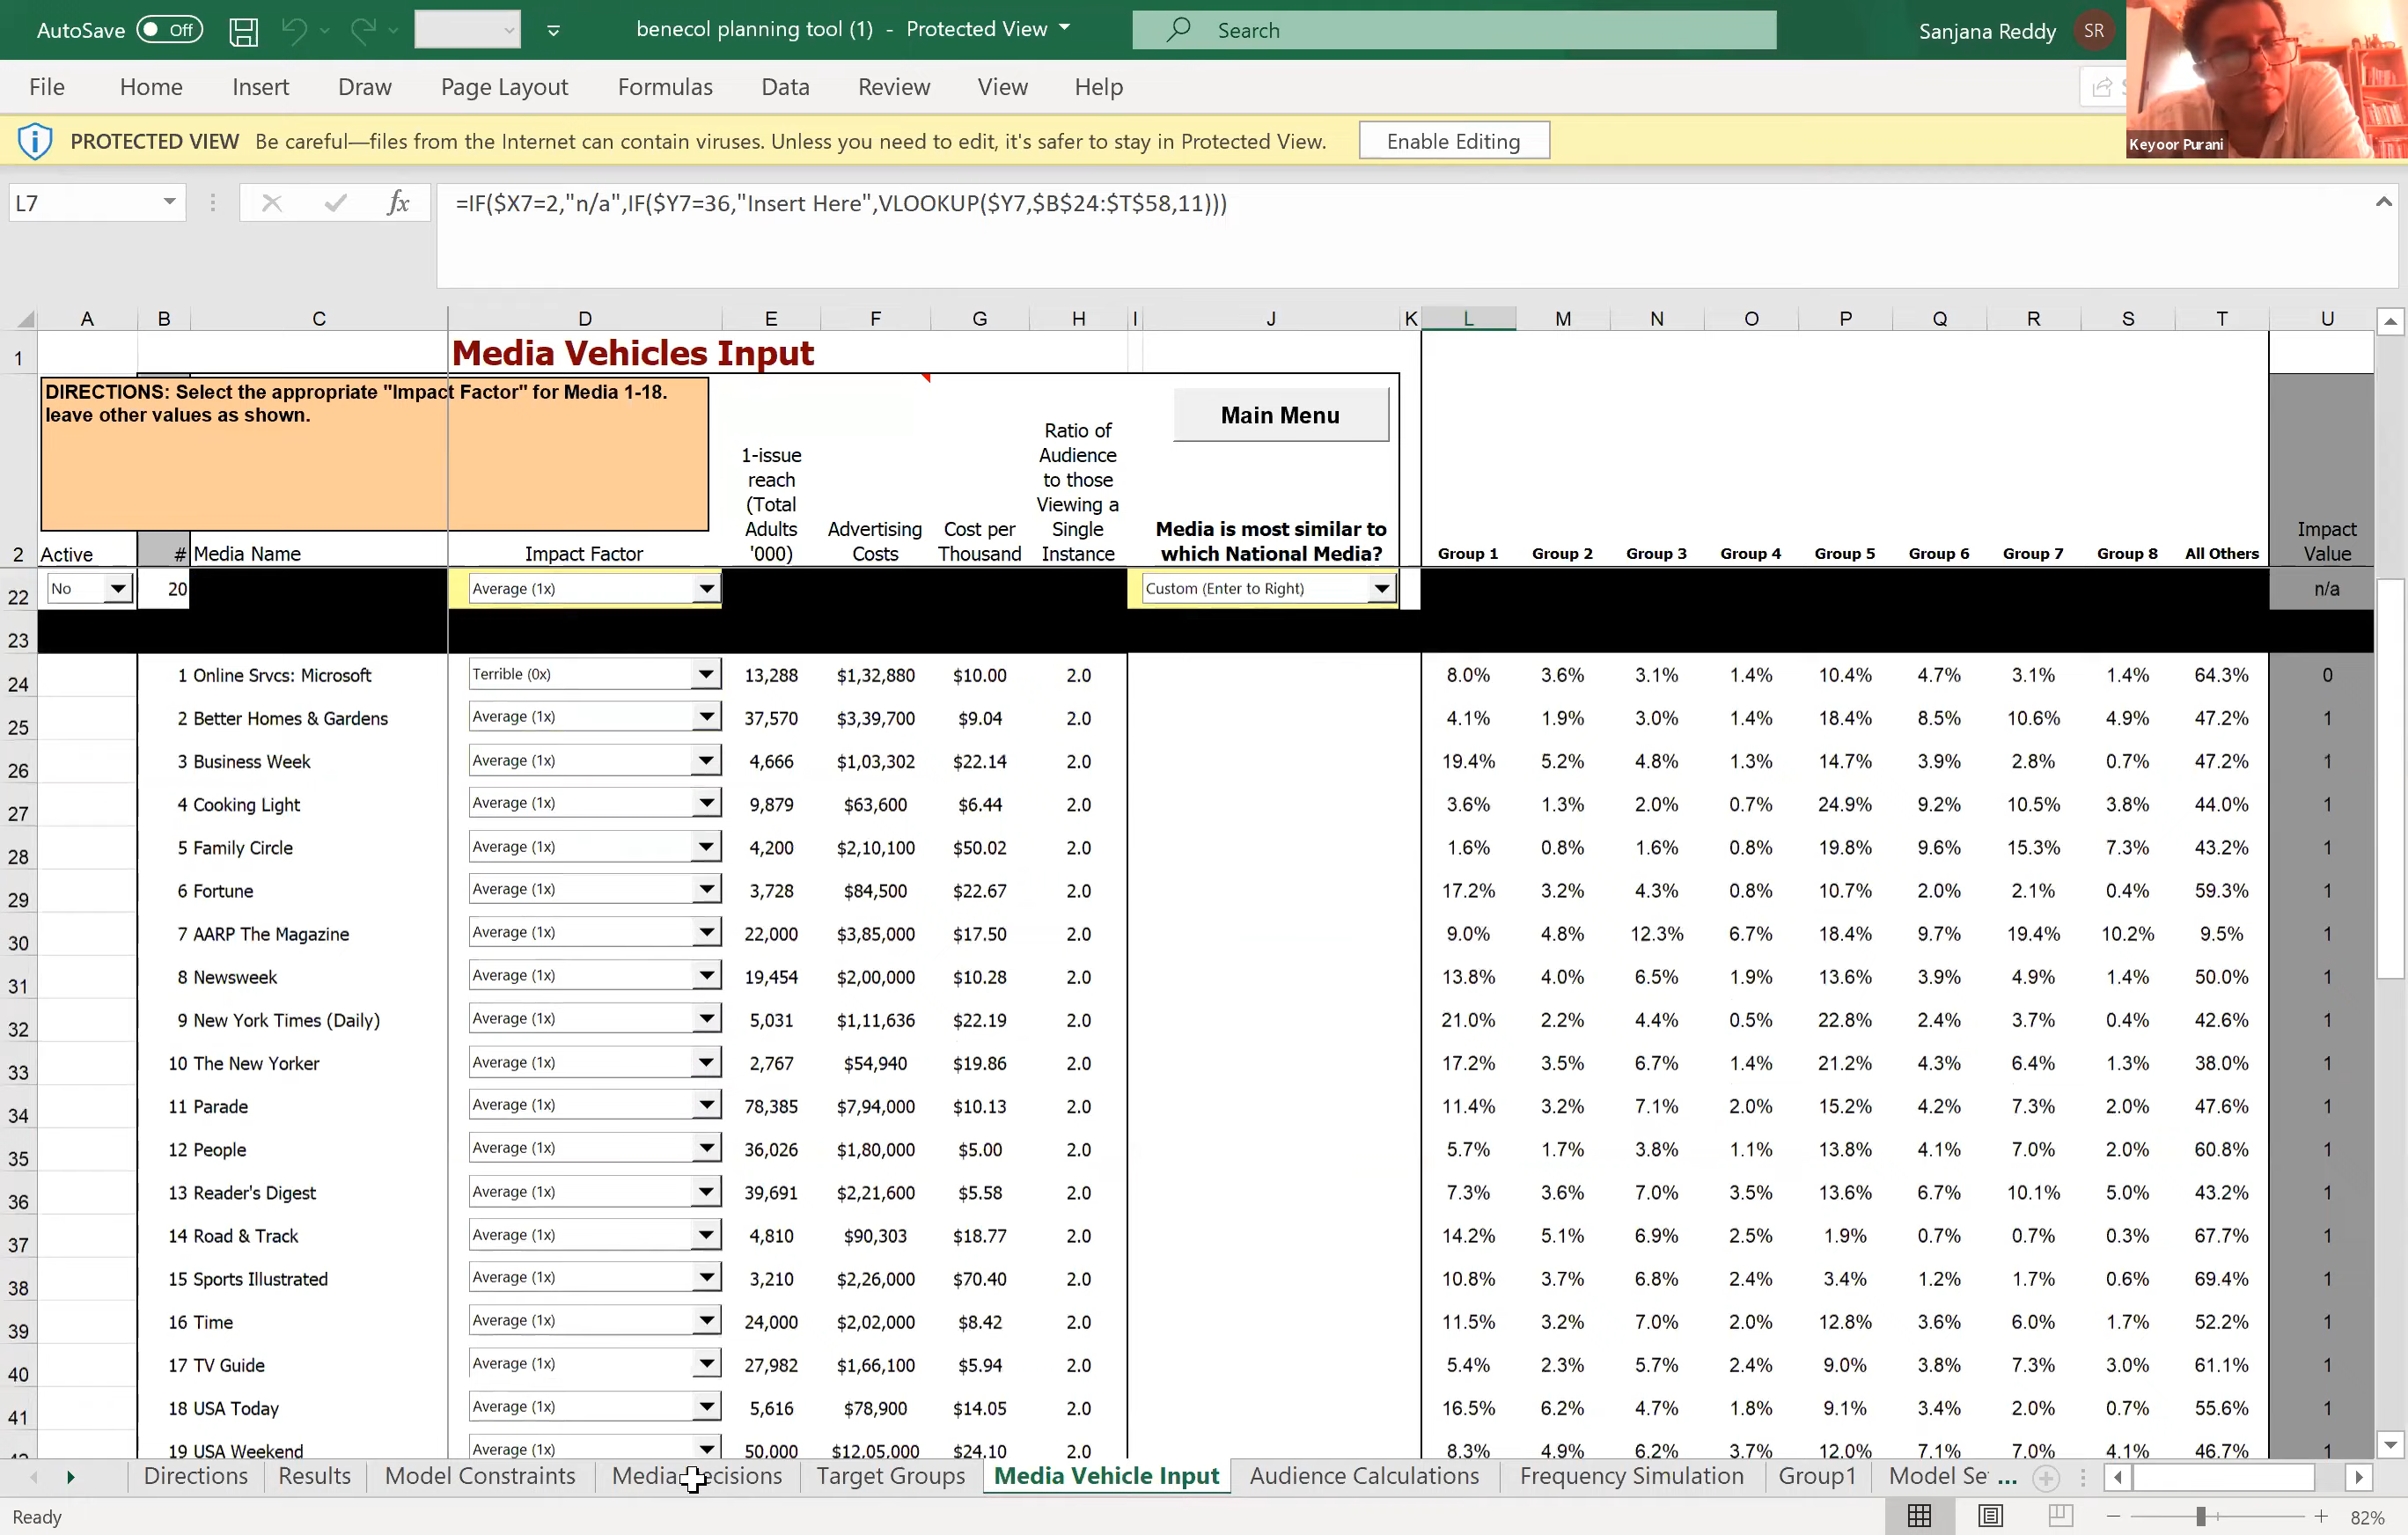 AutoSave Off benecol planning tool (1) - Protected View Search Sanjana Reddy SR
File Home Insert Draw Page Layout Formulas Data Review View Help
Keyoor Purani
PROTECTED VIEW Be careful—files from the Internet can contain viruses. Unless you need to edit, it's safer to stay in Protected View. Enable Editing
L7 fx =IF($X7=2,"n/a",IF($Y7=36,"Insert Here",VLOOKUP($Y7,$B$24:$T$58,11)))
A B C D E F G H I J K L M N O P Q R S T U
1 Media Vehicles Input
DIRECTIONS: Select the appropriate "Impact Factor" for Media 1-18.
leave other values as shown.
Main Menu
2 Active # Media Name Impact Factor 1-issue reach (Total Adults '000) Advertising Costs Cost per Thousand Ratio of Audience to those Viewing a Single Instance Media is most similar to which National Media? Group 1 Group 2 Group 3 Group 4 Group 5 Group 6 Group 7 Group 8 All Others Impact Value
22 No 20 Average (1x) Custom (Enter to Right) n/a
23
24 1 Online Srvcs: Microsoft Terrible (0x) 13,288 $1,32,880 $10.00 2.0 8.0% 3.6% 3.1% 1.4% 10.4% 4.7% 3.1% 1.4% 64.3% 0
25 2 Better Homes & Gardens Average (1x) 37,570 $3,39,700 $9.04 2.0 4.1% 1.9% 3.0% 1.4% 18.4% 8.5% 10.6% 4.9% 47.2% 1
26 3 Business Week Average (1x) 4,666 $1,03,302 $22.14 2.0 19.4% 5.2% 4.8% 1.3% 14.7% 3.9% 2.8% 0.7% 47.2% 1
27 4 Cooking Light Average (1x) 9,879 $63,600 $6.44 2.0 3.6% 1.3% 2.0% 0.7% 24.9% 9.2% 10.5% 3.8% 44.0% 1
28 5 Family Circle Average (1x) 4,200 $2,10,100 $50.02 2.0 1.6% 0.8% 1.6% 0.8% 19.8% 9.6% 15.3% 7.3% 43.2% 1
29 6 Fortune Average (1x) 3,728 $84,500 $22.67 2.0 17.2% 3.2% 4.3% 0.8% 10.7% 2.0% 2.1% 0.4% 59.3% 1
30 7 AARP The Magazine Average (1x) 22,000 $3,85,000 $17.50 2.0 9.0% 4.8% 12.3% 6.7% 18.4% 9.7% 19.4% 10.2% 9.5% 1
31 8 Newsweek Average (1x) 19,454 $2,00,000 $10.28 2.0 13.8% 4.0% 6.5% 1.9% 13.6% 3.9% 4.9% 1.4% 50.0% 1
32 9 New York Times (Daily) Average (1x) 5,031 $1,11,636 $22.19 2.0 21.0% 2.2% 4.4% 0.5% 22.8% 2.4% 3.7% 0.4% 42.6% 1
33 10 The New Yorker Average (1x) 2,767 $54,940 $19.86 2.0 17.2% 3.5% 6.7% 1.4% 21.2% 4.3% 6.4% 1.3% 38.0% 1
34 11 Parade Average (1x) 78,385 $7,94,000 $10.13 2.0 11.4% 3.2% 7.1% 2.0% 15.2% 4.2% 7.3% 2.0% 47.6% 1
35 12 People Average (1x) 36,026 $1,80,000 $5.00 2.0 5.7% 1.7% 3.8% 1.1% 13.8% 4.1% 7.0% 2.0% 60.8% 1
36 13 Reader's Digest Average (1x) 39,691 $2,21,600 $5.58 2.0 7.3% 3.6% 7.0% 3.5% 13.6% 6.7% 10.1% 5.0% 43.2% 1
37 14 Road & Track Average (1x) 4,810 $90,303 $18.77 2.0 14.2% 5.1% 6.9% 2.5% 1.9% 0.7% 0.7% 0.3% 67.7% 1
38 15 Sports Illustrated Average (1x) 3,210 $2,26,000 $70.40 2.0 10.8% 3.7% 6.8% 2.4% 3.4% 1.2% 1.7% 0.6% 69.4% 1
39 16 Time Average (1x) 24,000 $2,02,000 $8.42 2.0 11.5% 3.2% 7.0% 2.0% 12.8% 3.6% 6.0% 1.7% 52.2% 1
40 17 TV Guide Average (1x) 27,982 $1,66,100 $5.94 2.0 5.4% 2.3% 5.7% 2.4% 9.0% 3.8% 7.3% 3.0% 61.1% 1
41 18 USA Today Average (1x) 5,616 $78,900 $14.05 2.0 16.5% 6.2% 4.7% 1.8% 9.1% 3.4% 2.0% 0.7% 55.6% 1
19 USA Weekend Average (1x) 50,000 $12,05,000 $24.10 2.0 8.3% 4.9% 6.2% 3.7% 12.0% 7.1% 7.0% 4.1% 46.7% 1
Directions Results Model Constraints Media Target Groups Media Vehicle Input Audience Calculations Frequency Simulation Group1 Model Se ...
Ready 82%